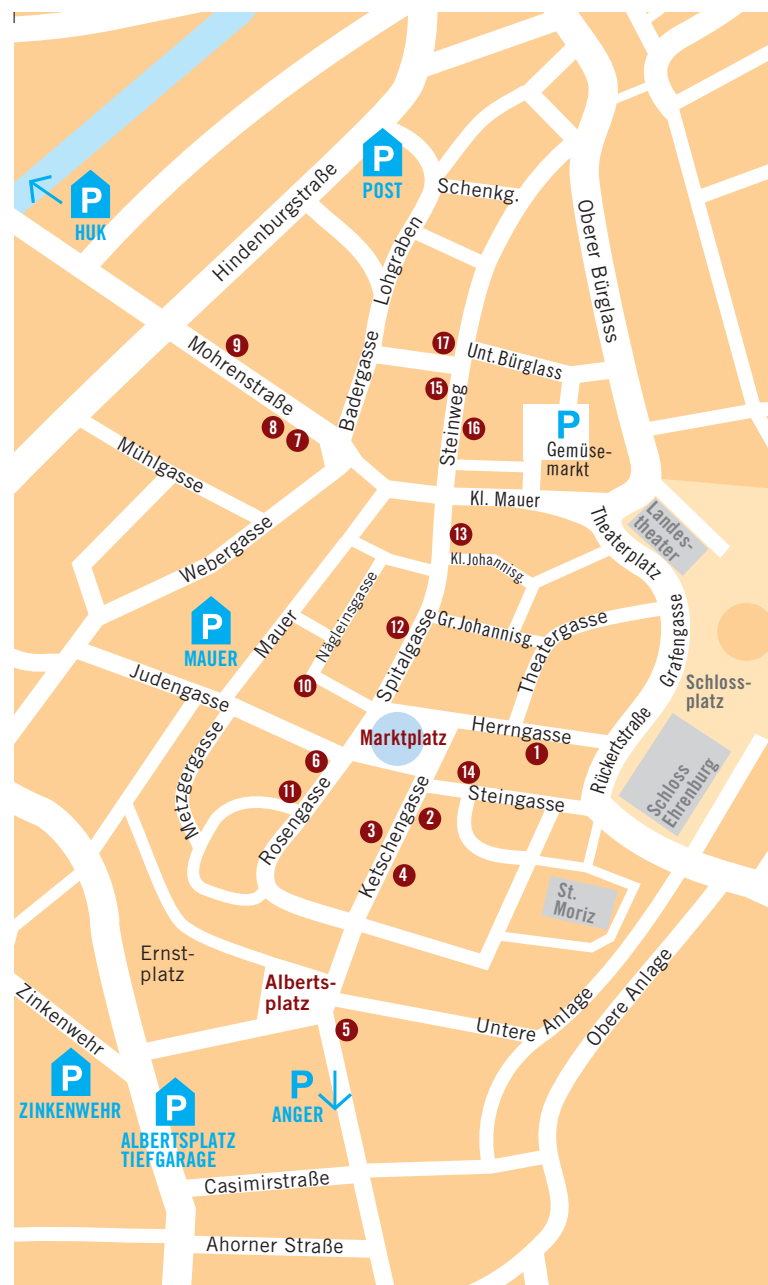 P
POST
Schenkg.
P
HUK
Hindenburgstraße
Lohgraben
Oberer Bürglass
9
17
Mohrenstraße
Badergasse
Unt.Bürglass
15
Steinweg
8
7
16
P
Gemüse-
markt
Mühlgasse
Kl. Mauer
Landes-
theater
Theaterplatz
Webergasse
13
Kl.Johannisg.
Nägleinsgasse
P
MAUER
Mauer
12
Spitalgasse
Gr.Johannisg.
Theatergasse
Grafengasse
Judengasse
10
Schloss-
platz
Marktplatz
Herrngasse
1
Rückertstraße
Metzgergasse
6
11
14
Steingasse
Schloss
Ehrenburg
Rosengasse
Ketschengasse
3
2
4
St.
Moriz
Ernst-
platz
Alberts-
platz
5
Untere Anlage
Obere Anlage
Zinkenwehr
P
ZINKENWEHR
P
ALBERTSPLATZ
TIEFGARAGE
P
ANGER
Casimirstraße
Ahorner Straße